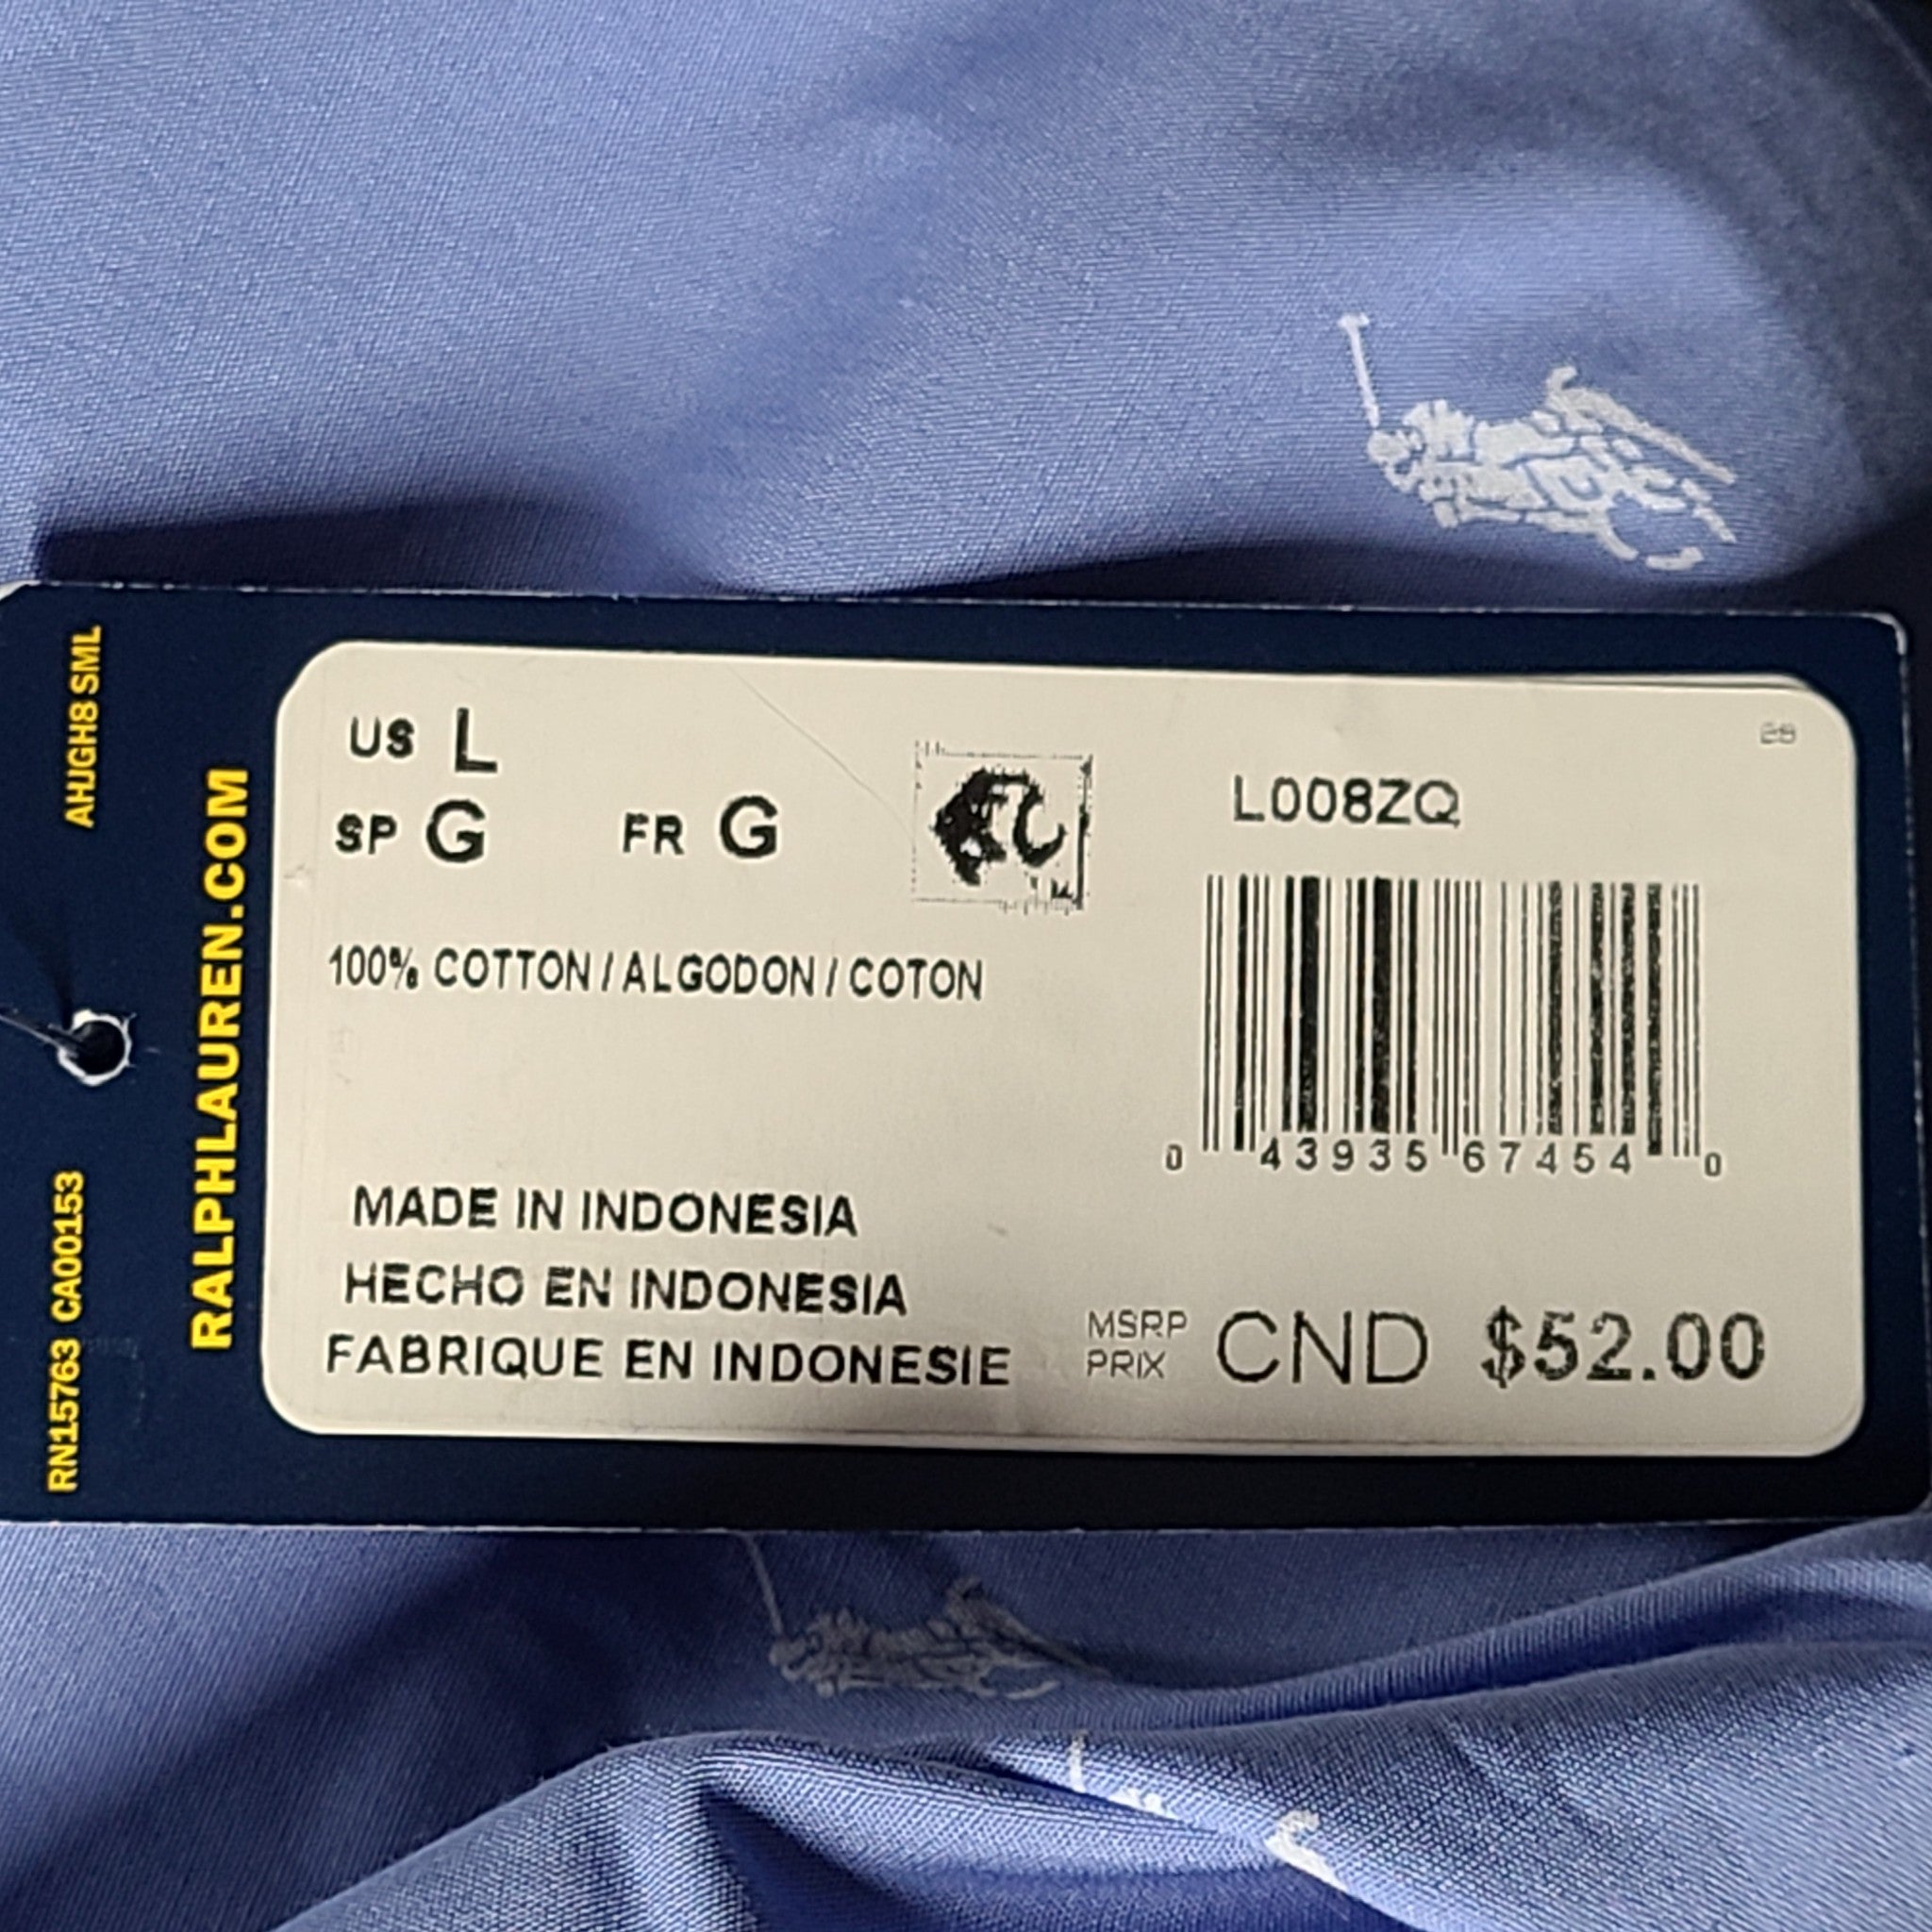 AHJGH8 SML
RN15763 CA00153
RALPHLAUREN.COM
US L
SP G FR G
100% COTTON / ALGODON / COTON
MADE IN INDONESIA
HECHO EN INDONESIA
FABRIQUE EN INDONESIE
28
L008ZQ
0 43935 67454 0
MSRP
PRIX
CND $52.00